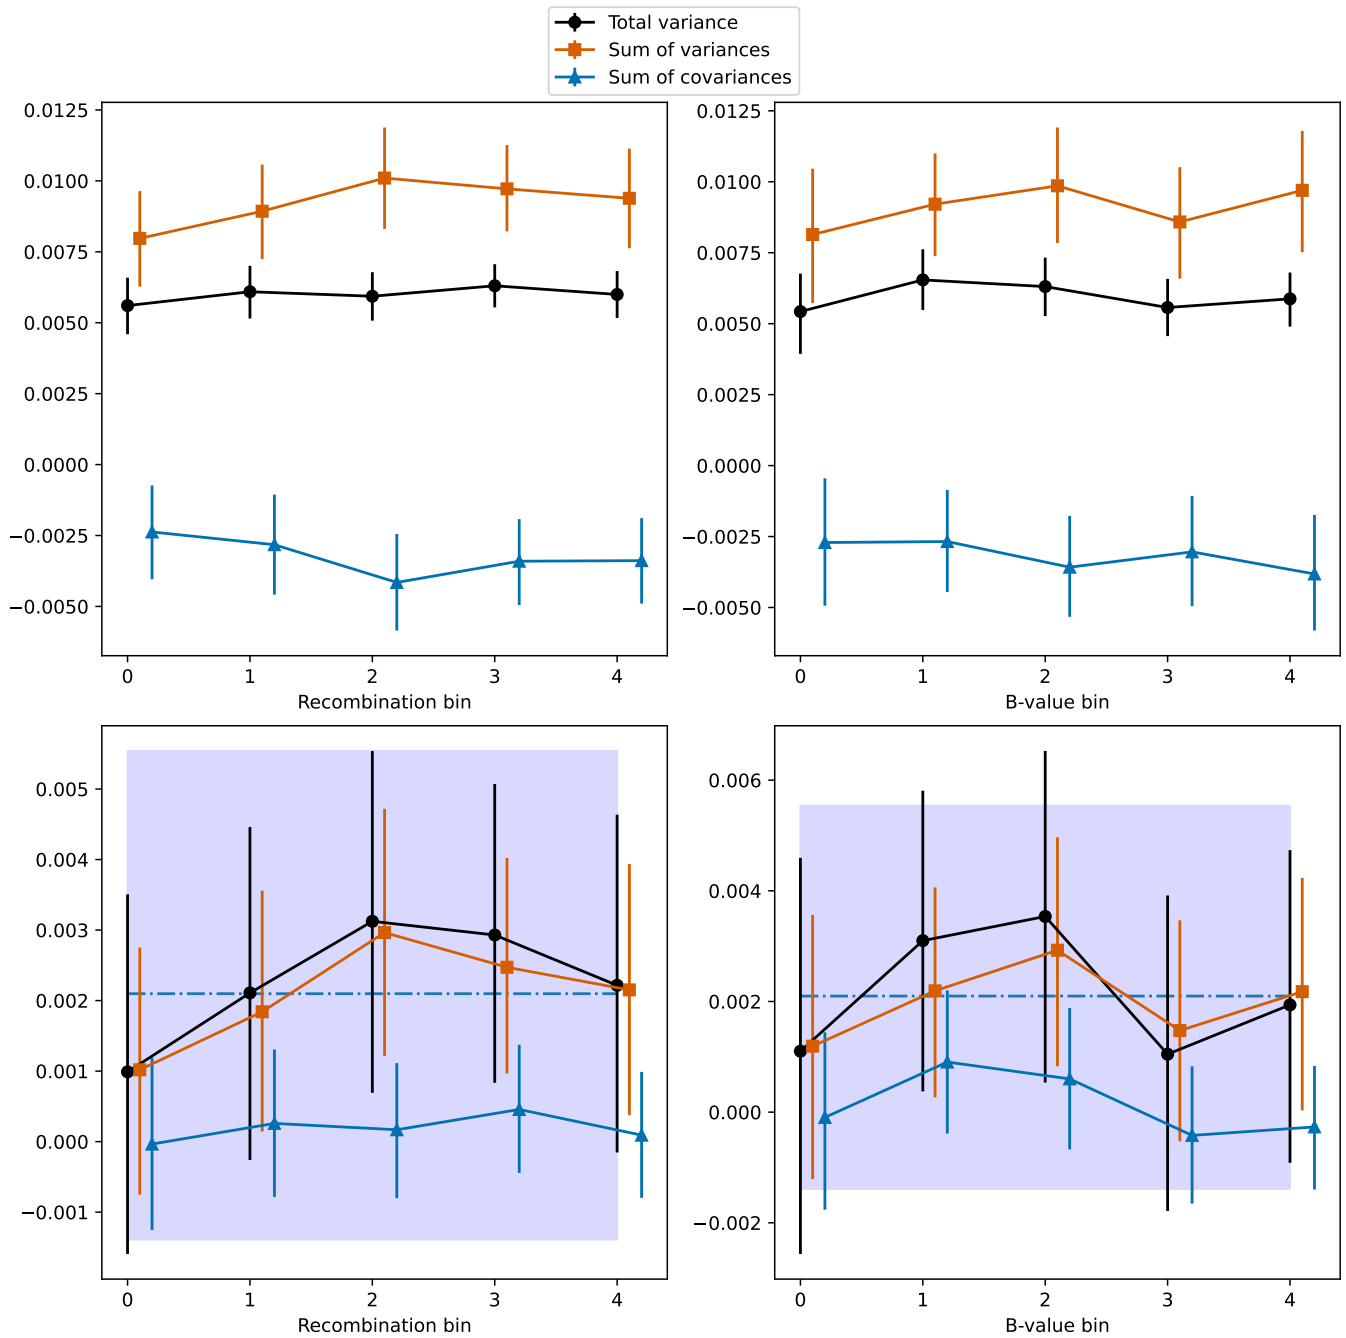 Total variance
Sum of variances
Sum of covariances
0.0125
0.0100
0.0075
0.0050
0.0025
0.0000
−0.0025
−0.0050
0 1 2 3 4
Recombination bin
0.0125
0.0100
0.0075
0.0050
0.0025
0.0000
−0.0025
−0.0050
0 1 2 3 4
B-value bin
0.005
0.004
0.003
0.002
0.001
0.000
−0.001
0 1 2 3 4
Recombination bin
0.006
0.004
0.002
0.000
−0.002
0 1 2 3 4
B-value bin